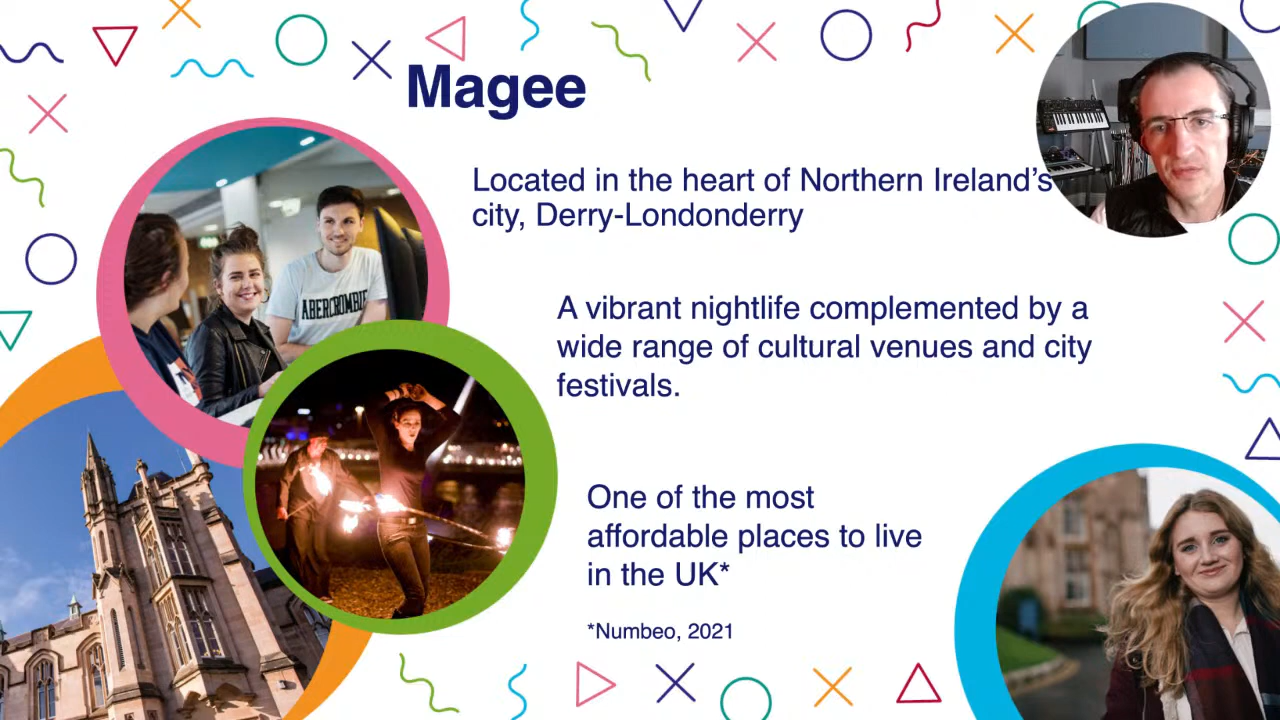 Magee
Located in the heart of Northern Ireland's
city, Derry-Londonderry
A vibrant nightlife complemented by a
wide range of cultural venues and city
festivals.
One of the most
affordable places to live
in the UK*
*Numbeo, 2021
ABERCROMBIE